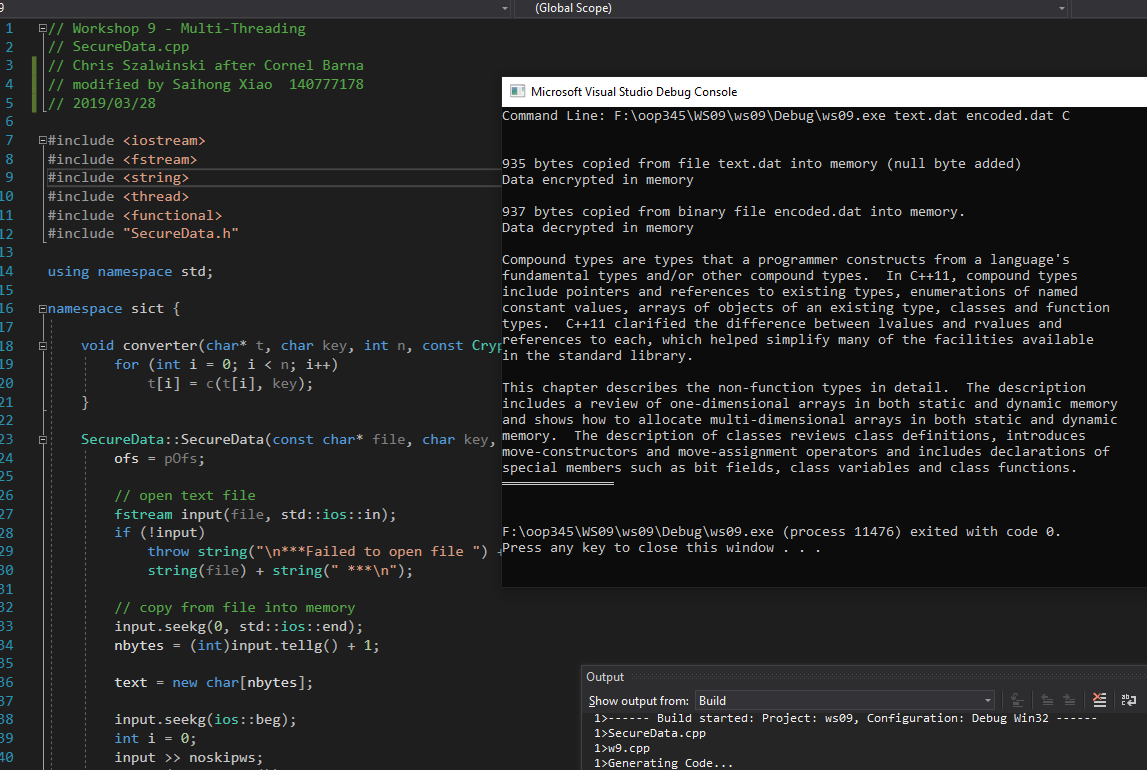 9
(Global Scope)
1 // Workshop 9 - Multi-Threading
2 // SecureData.cpp
3 // Chris Szalwinski after Cornel Barna
4 // modified by Saihong Xiao  140777178
5 // 2019/03/28
6
7 #include <iostream>
8 #include <fstream>
9 #include <string>
10 #include <thread>
11 #include <functional>
12 #include "SecureData.h"
13
14 using namespace std;
15
16 namespace sict {
17
18 void converter(char* t, char key, int n, const Cryp
19 for (int i = 0; i < n; i++)
20 t[i] = c(t[i], key);
21 }
22
23 SecureData::SecureData(const char* file, char key,
24 ofs = pOfs;
25
26 // open text file
27 fstream input(file, std::ios::in);
28 if (!input)
29 throw string("\n***Failed to open file ") +
30 string(file) + string(" ***\n");
31
32 // copy from file into memory
33 input.seekg(0, std::ios::end);
34 nbytes = (int)input.tellg() + 1;
35
36 text = new char[nbytes];
37
38 input.seekg(ios::beg);
39 int i = 0;
40 input >> noskipws;
Microsoft Visual Studio Debug Console
Command Line: F:\oop345\WS09\ws09\Debug\ws09.exe text.dat encoded.dat C
935 bytes copied from file text.dat into memory (null byte added)
Data encrypted in memory
937 bytes copied from binary file encoded.dat into memory.
Data decrypted in memory
Compound types are types that a programmer constructs from a language's
fundamental types and/or other compound types.  In C++11, compound types
include pointers and references to existing types, enumerations of named
constant values, arrays of objects of an existing type, classes and function
types.  C++11 clarified the difference between lvalues and rvalues and
references to each, which helped simplify many of the facilities available
in the standard library.
This chapter describes the non-function types in detail.  The description
includes a review of one-dimensional arrays in both static and dynamic memory
and shows how to allocate multi-dimensional arrays in both static and dynamic
memory.  The description of classes reviews class definitions, introduces
move-constructors and move-assignment operators and includes declarations of
special members such as bit fields, class variables and class functions.
══════════════
F:\oop345\WS09\ws09\Debug\ws09.exe (process 11476) exited with code 0.
Press any key to close this window . . .
Output
Show output from: Build
1>------ Build started: Project: ws09, Configuration: Debug Win32 ------
1>SecureData.cpp
1>w9.cpp
1>Generating Code...